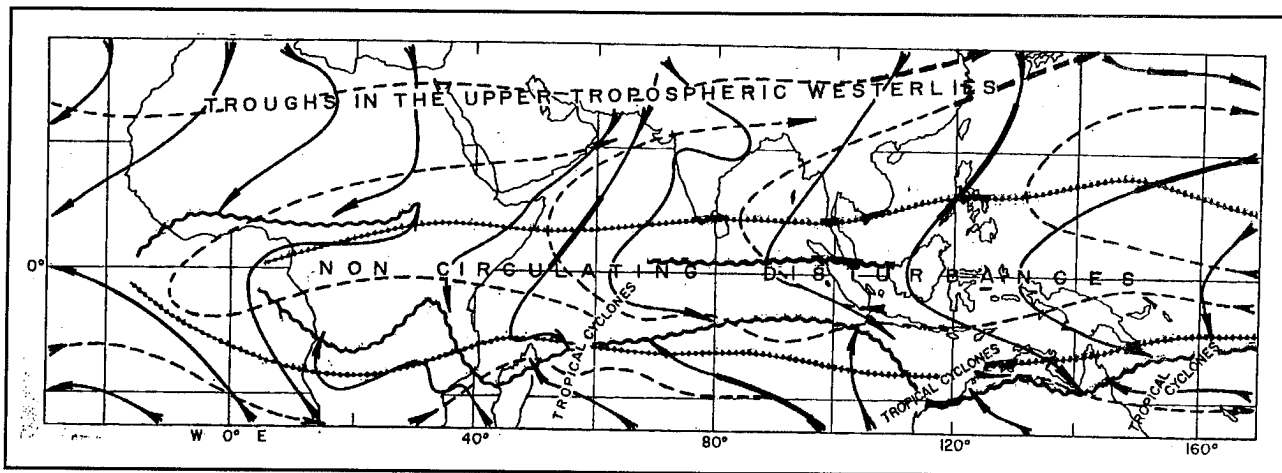 TROUGHS IN THE UPPER TROPOSPHERIC WESTERLIES
0°
NON CIRCULATING DISTURBANCES
TROPICAL CYCLONES
TROPICAL CYCLONES
TROPICAL
CYCLONES
W 0° E
40°
80°
120°
160°